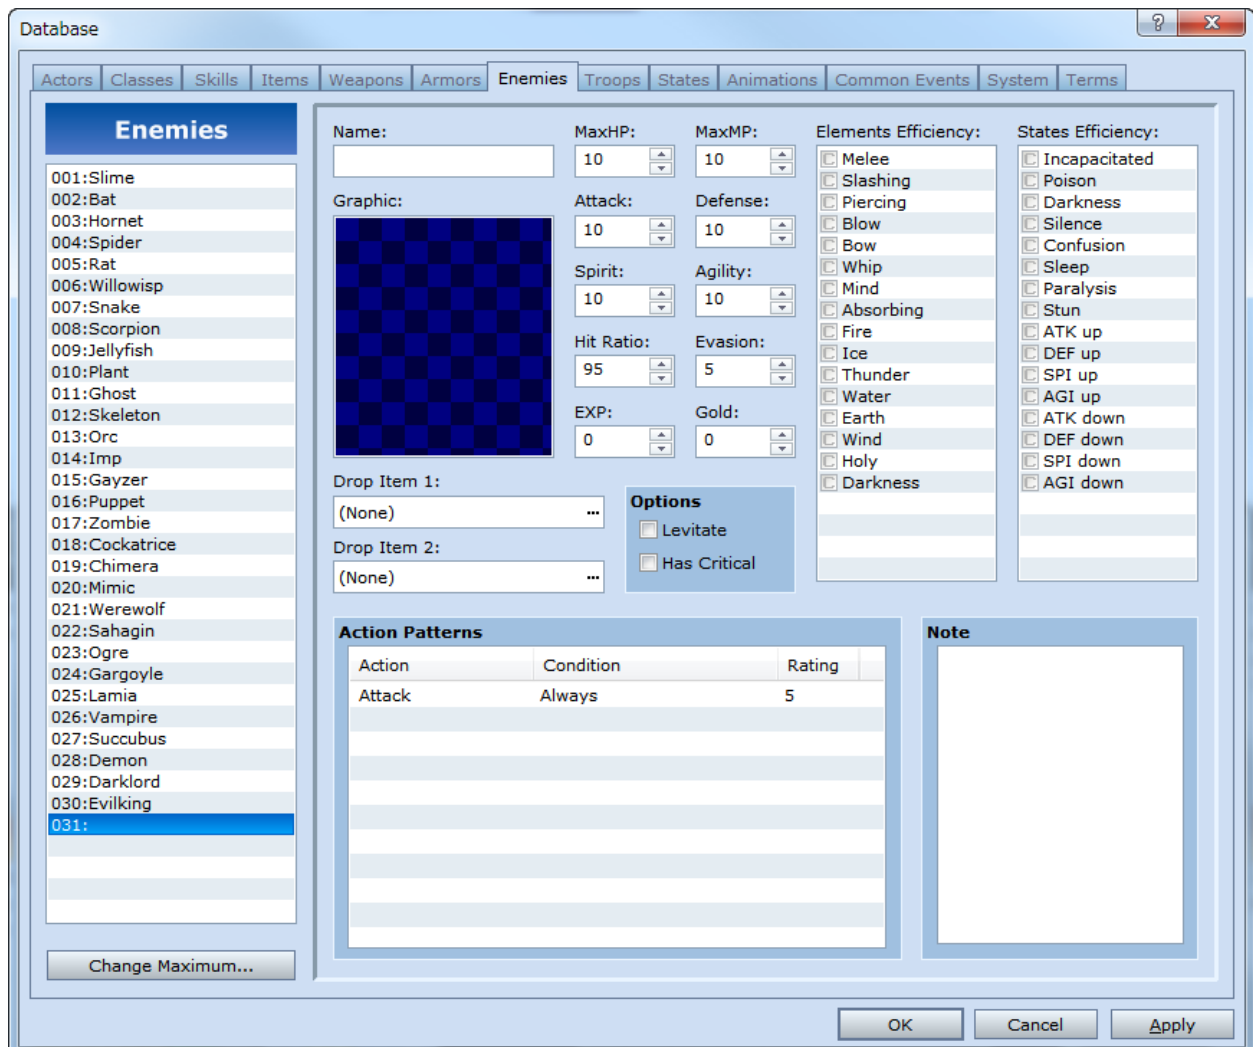 Database
Actors Classes Skills Items Weapons Armors Enemies Troops States Animations Common Events System Terms
Enemies
001:Slime
002:Bat
003:Hornet
004:Spider
005:Rat
006:Willowisp
007:Snake
008:Scorpion
009:Jellyfish
010:Plant
011:Ghost
012:Skeleton
013:Orc
014:Imp
015:Gayzer
016:Puppet
017:Zombie
018:Cockatrice
019:Chimera
020:Mimic
021:Werewolf
022:Sahagin
023:Ogre
024:Gargoyle
025:Lamia
026:Vampire
027:Succubus
028:Demon
029:Darklord
030:Evilking
031:
Change Maximum...
Name:
Graphic:
MaxHP: MaxMP:
10 10
Attack: Defense:
10 10
Spirit: Agility:
10 10
Hit Ratio: Evasion:
95 5
EXP: Gold:
0 0
Drop Item 1:
(None) ...
Drop Item 2:
(None) ...
Options
Levitate
Has Critical
Elements Efficiency:
C Melee
C Slashing
C Piercing
C Blow
C Bow
C Whip
C Mind
C Absorbing
C Fire
C Ice
C Thunder
C Water
C Earth
C Wind
C Holy
C Darkness
States Efficiency:
C Incapacitated
C Poison
C Darkness
C Silence
C Confusion
C Sleep
C Paralysis
C Stun
C ATK up
C DEF up
C SPI up
C AGI up
C ATK down
C DEF down
C SPI down
C AGI down
Action Patterns
Action Condition Rating
Attack Always 5
Note
OK Cancel Apply